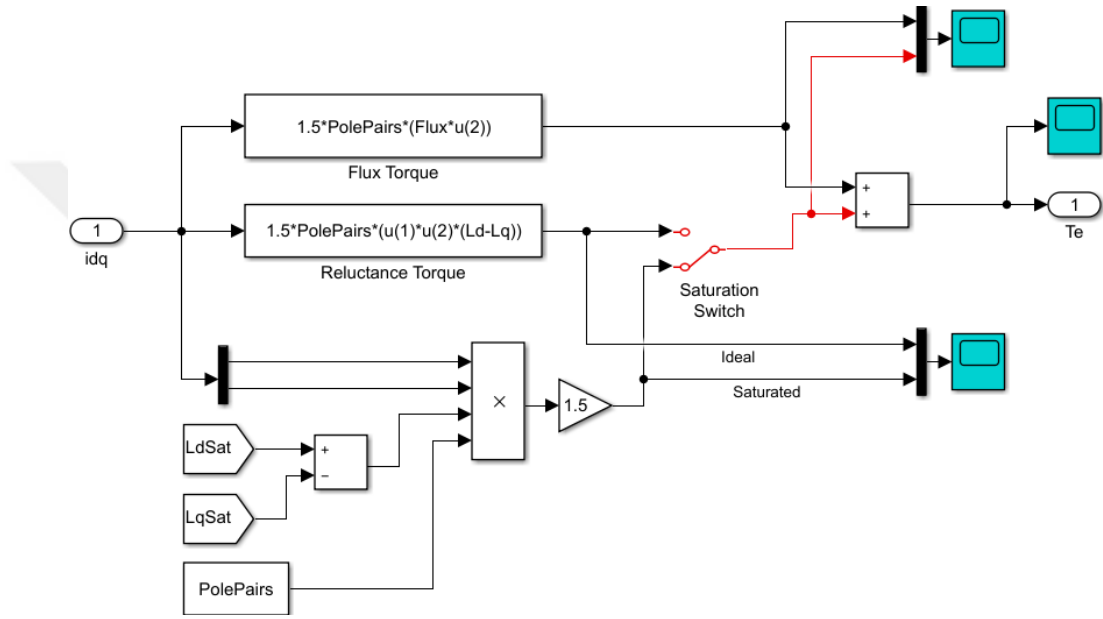 1.5*PolePairs*(Flux*u(2))
Flux Torque
1
idq
1.5*PolePairs*(u(1)*u(2)*(Ld-Lq))
Reluctance Torque
+
+
1
Te
Saturation
Switch
Ideal
Saturated
×
1.5
LdSat
+
−
LqSat
PolePairs